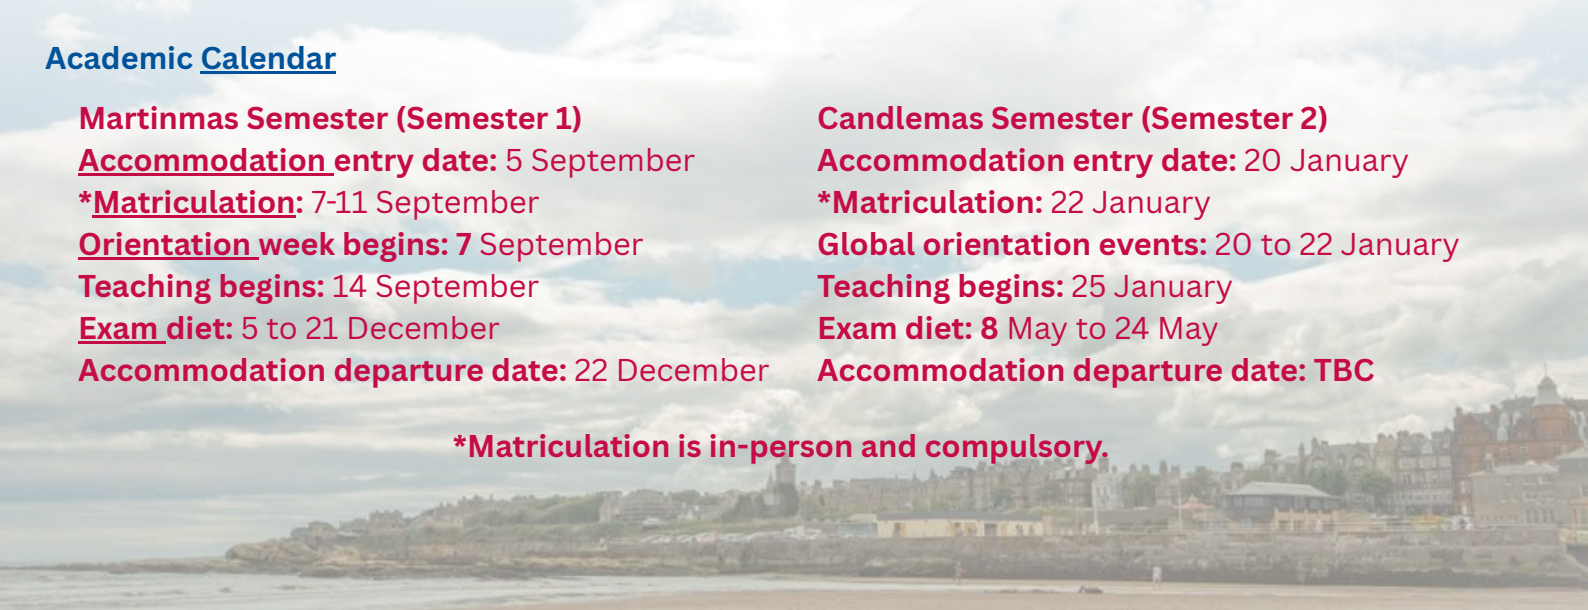 Academic Calendar
Martinmas Semester (Semester 1)
Accommodation entry date: 5 September
*Matriculation: 7-11 September
Orientation week begins: 7 September
Teaching begins: 14 September
Exam diet: 5 to 21 December
Accommodation departure date: 22 December
Candlemas Semester (Semester 2)
Accommodation entry date: 20 January
*Matriculation: 22 January
Global orientation events: 20 to 22 January
Teaching begins: 25 January
Exam diet: 8 May to 24 May
Accommodation departure date: TBC
*Matriculation is in-person and compulsory.